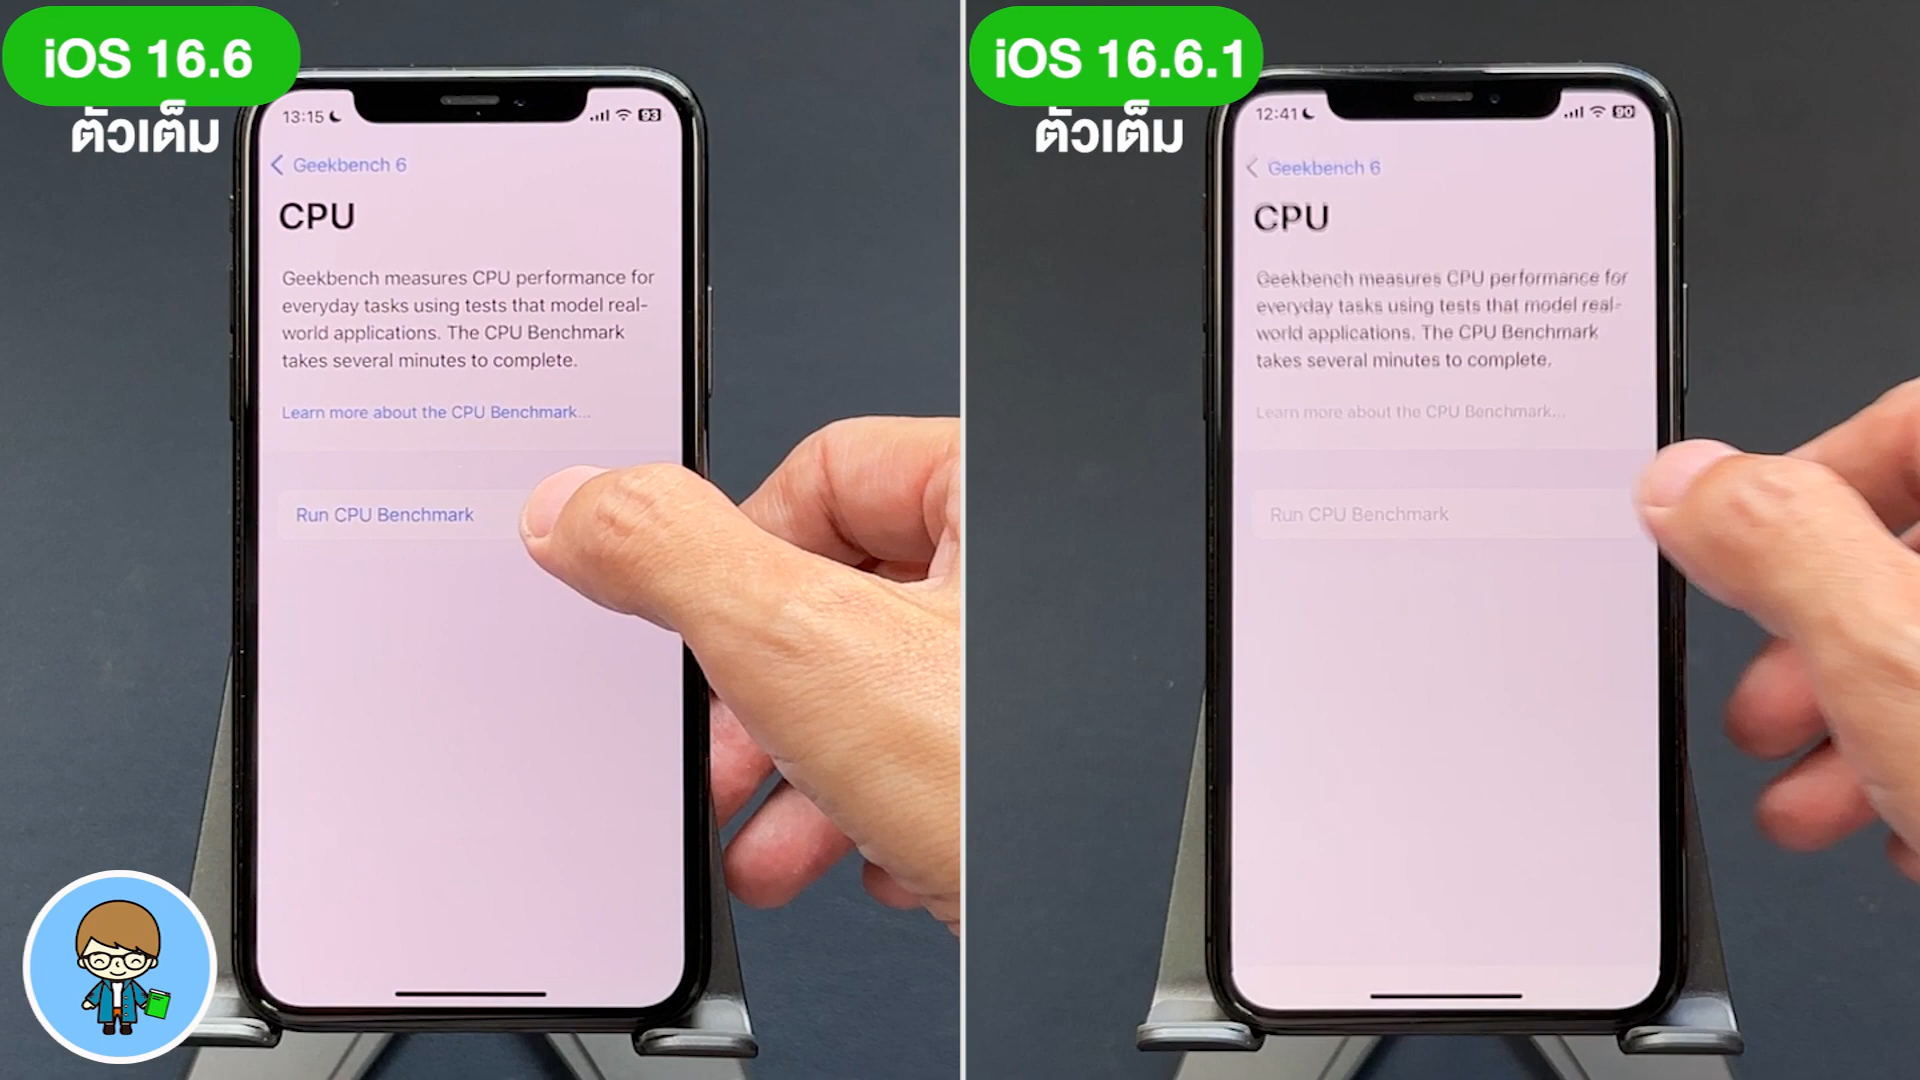 iOS 16.6
ตัวเต็ม
13:15
93
Geekbench 6
CPU
Geekbench measures CPU performance for
everyday tasks using tests that model real-
world applications. The CPU Benchmark
takes several minutes to complete.
Learn more about the CPU Benchmark...
Run CPU Benchmark
iOS 16.6.1
ตัวเต็ม
12:41
90
Geekbench 6
CPU
Geekbench measures CPU performance for
everyday tasks using tests that model real-
world applications. The CPU Benchmark
takes several minutes to complete.
Learn more about the CPU Benchmark...
Run CPU Benchmark